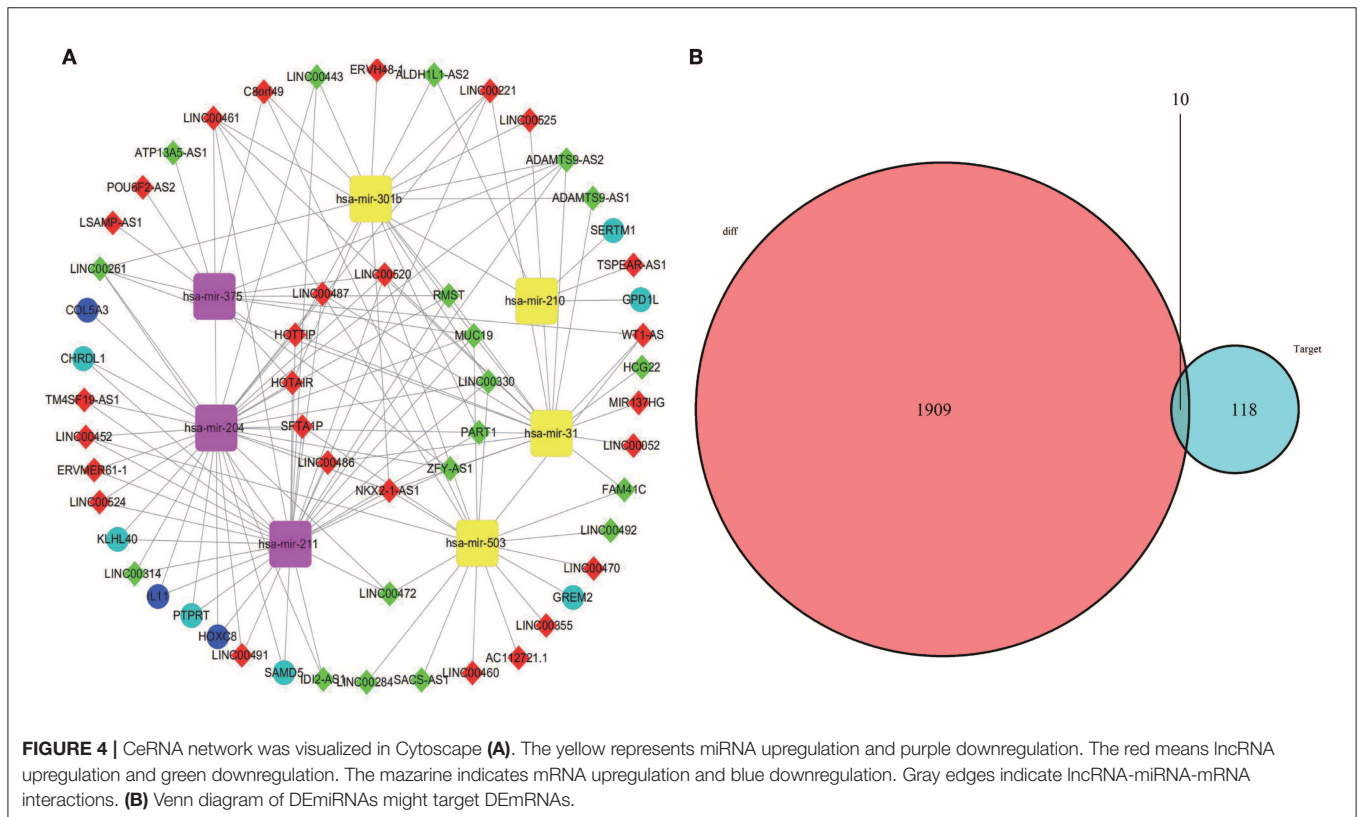 A
B
ERVH48-1
LINC00443
ALDH1L1-AS2
C8orf49
LINC00221
10
LINC00461
LINC00525
ATP13A5-AS1
ADAMTS9-AS2
POU6F2-AS2
hsa-mir-301b
ADAMTS9-AS1
LSAMP-AS1
SERTM1
diff
LINC00261
LINC00520
TSPEAR-AS1
hsa-mir-375
LINC00487
RMST
hsa-mir-210
GPD1L
COL5A3
HOTTIP
MUC19
WT1-AS
Target
CHRDL1
HCG22
HOTAIR
LINC00330
TM4SF19-AS1
MIR137HG
1909
118
hsa-mir-204
SFTA1P
PART1
hsa-mir-31
LINC00452
LINC00052
ERVMER61-1
LINC00486
ZFY-AS1
LINC00524
NKX2-1-AS1
FAM41C
KLHL40
hsa-mir-211
hsa-mir-503
LINC00492
LINC00314
LINC00470
IL11
LINC00472
GREM2
PTPRT
LINC00355
HOXC8
LINC00491
AC112721.1
SAMD5
IDI2-AS1
LINC00284
SACS-AS1
LINC00460
FIGURE 4 | CeRNA network was visualized in Cytoscape (A). The yellow represents miRNA upregulation and purple downregulation. The red means lncRNA
upregulation and green downregulation. The mazarine indicates mRNA upregulation and blue downregulation. Gray edges indicate lncRNA-miRNA-mRNA
interactions. (B) Venn diagram of DEmiRNAs might target DEmRNAs.